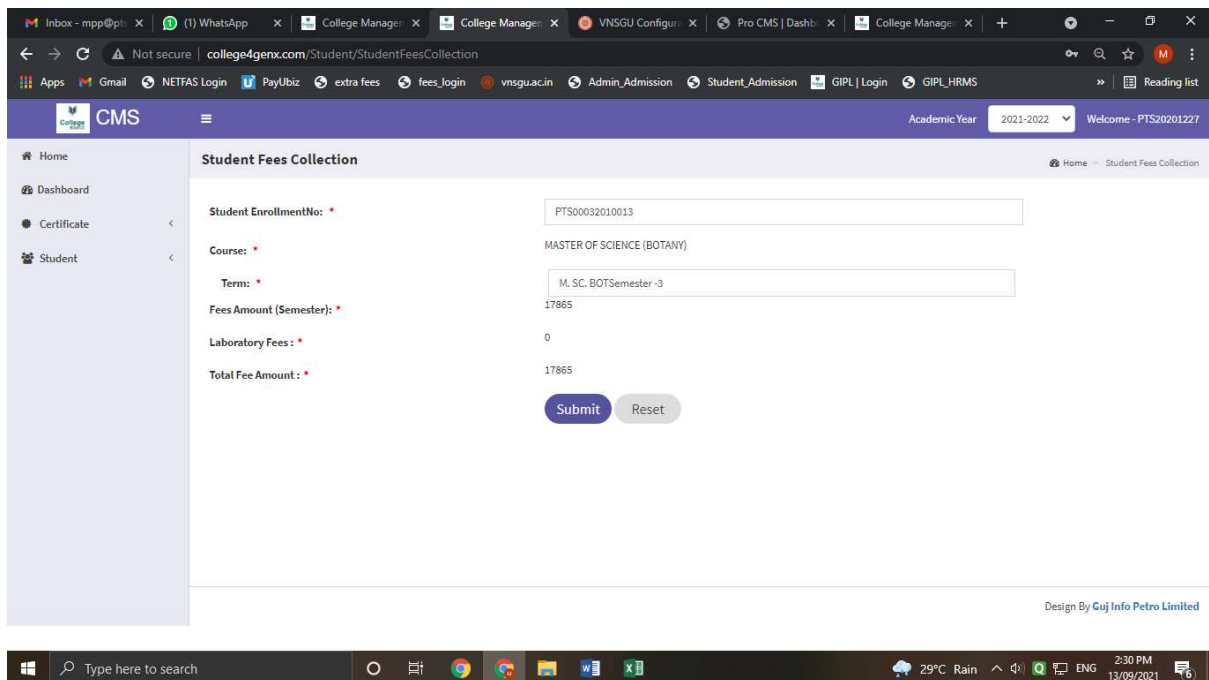 Inbox - mpp@pt: (1) WhatsApp College Manager College Manager VNSGU Configur Pro CMS | Dashb College Manager
Not secure | college4genx.com/Student/StudentFeesCollection M
Apps Gmail NETFAS Login PayUbiz extra fees fees_login vnsgu.ac.in Admin_Admission Student_Admission GIPL | Login GIPL_HRMS » Reading list
College CMS Academic Year 2021-2022 Welcome - PTS20201227
Home
Student Fees Collection
Home - Student Fees Collection
Dashboard
Certificate
Student
Student EnrollmentNo: * PTS00032010013
Course: * MASTER OF SCIENCE (BOTANY)
Term: * M. SC. BOTSemester -3
Fees Amount (Semester): * 17865
Laboratory Fees : * 0
Total Fee Amount : * 17865
Submit Reset
Design By Guj Info Petro Limited
Type here to search 29°C Rain ENG 2:30 PM
13/09/2021 6